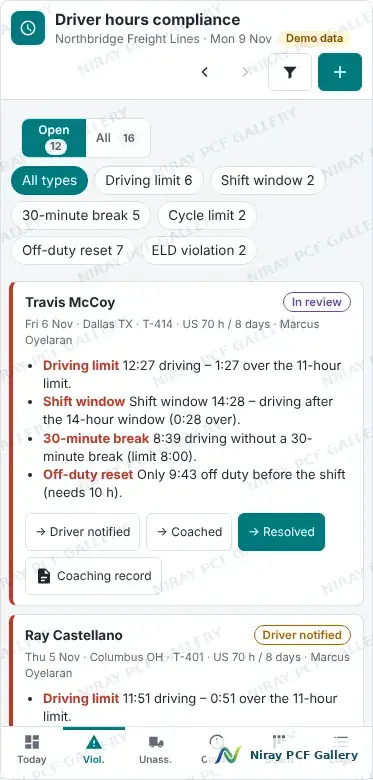 Driver hours compliance
Northbridge Freight Lines · Mon 9 Nov Demo data
Open 12
All 16
All types Driving limit 6 Shift window 2
30-minute break 5 Cycle limit 2
Off-duty reset 7 ELD violation 2
Travis McCoy In review
Fri 6 Nov · Dallas TX · T-414 · US 70 h / 8 days · Marcus
Oyelaran
• Driving limit 12:27 driving – 1:27 over the 11-hour
limit.
• Shift window Shift window 14:28 – driving after
the 14-hour window (0:28 over).
• 30-minute break 8:39 driving without a 30-
minute break (limit 8:00).
• Off-duty reset Only 9:43 off duty before the shift
(needs 10 h).
→ Driver notified → Coached → Resolved
Coaching record
Ray Castellano Driver notified
Thu 5 Nov · Columbus OH · T-401 · US 70 h / 8 days · Marcus
Oyelaran
• Driving limit 11:51 driving – 0:51 over the 11-hour
limit.
Today Viol. Unass.
Niray PCF Gallery
NIRAY PCF GALLERY